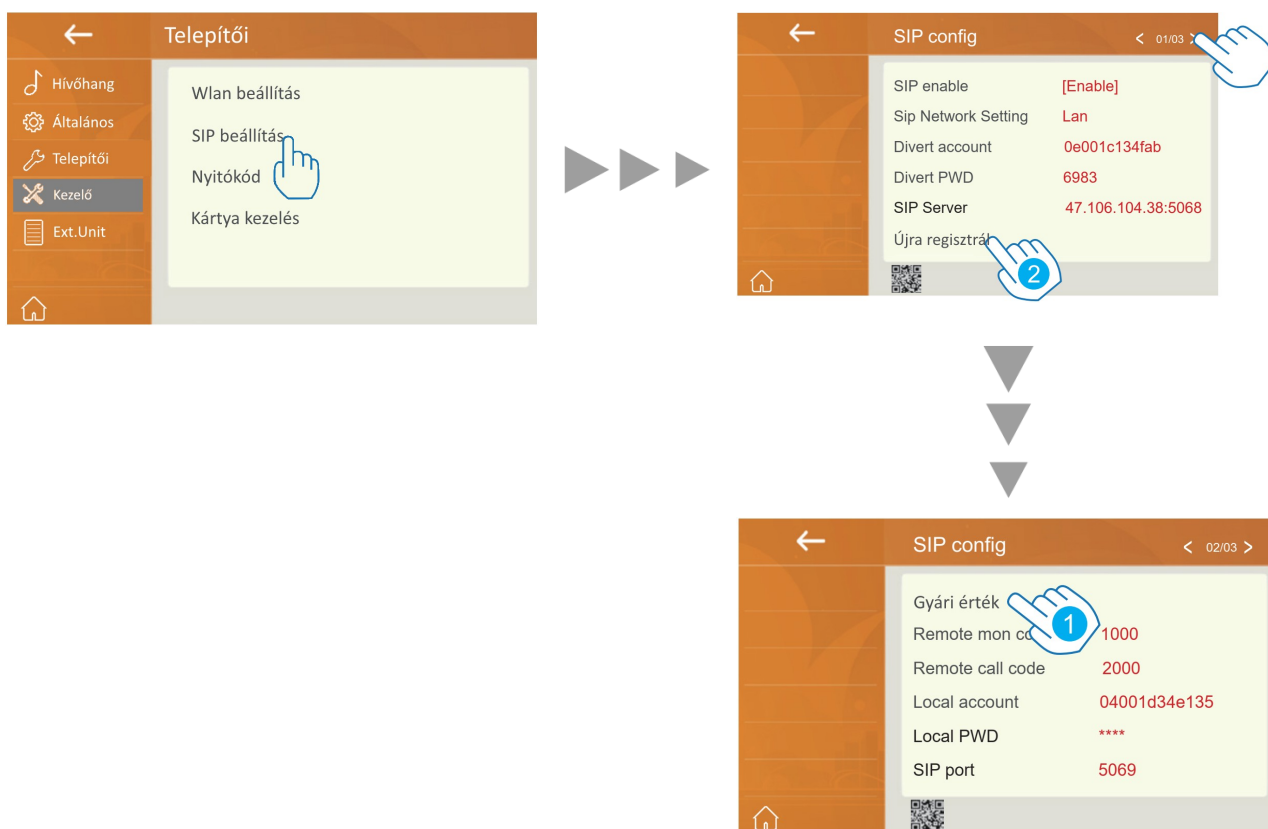 Telepítői
Hívőhang
Általános
Telepítői
Kezelő
Ext.Unit
Wlan beállítás
SIP beállítás
Nyitókód
Kártya kezelés
SIP config
< 01/03 >
SIP enable [Enable]
Sip Network Setting Lan
Divert account 0e001c134fab
Divert PWD 6983
SIP Server 47.106.104.38:5068
Újra regisztrál
2
SIP config
< 02/03 >
Gyári érték
1
Remote mon 1000
Remote call code 2000
Local account 04001d34e135
Local PWD ****
SIP port 5069